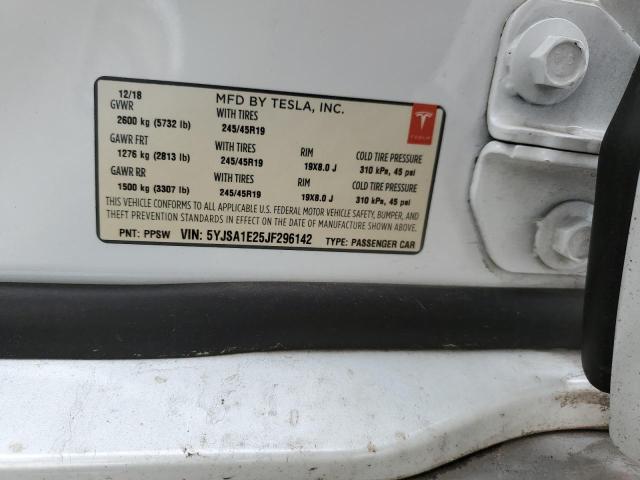 12/18 MFD BY TESLA, INC.
GVWR WITH TIRES
2600 kg (5732 lb) 245/45R19
GAWR FRT WITH TIRES RIM COLD TIRE PRESSURE
1276 kg (2813 lb) 245/45R19 19X8.0 J 310 kPa, 45 psi
GAWR RR WITH TIRES RIM COLD TIRE PRESSURE
1500 kg (3307 lb) 245/45R19 19X8.0 J 310 kPa, 45 psi
THIS VEHICLE CONFORMS TO ALL APPLICABLE U.S. FEDERAL MOTOR VEHICLE SAFETY, BUMPER, AND
THEFT PREVENTION STANDARDS IN EFFECT ON THE DATE OF MANUFACTURE SHOWN ABOVE.
PNT: PPSW VIN: 5YJSA1E25JF296142 TYPE: PASSENGER CAR
TESLA